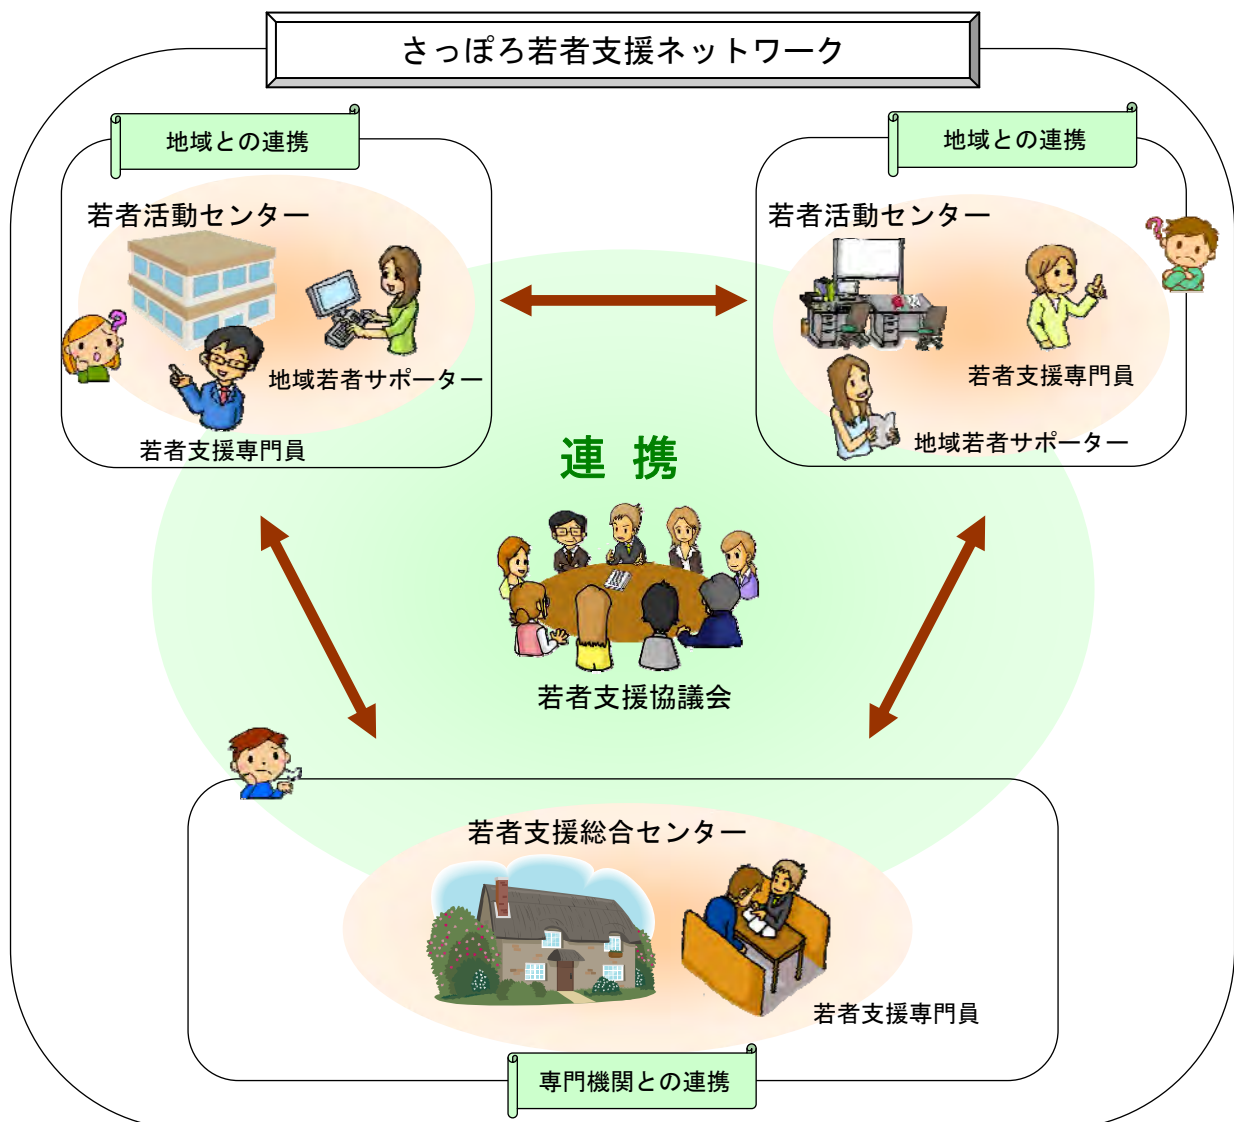 さっぽろ若者支援ネットワーク
地域との連携
若者活動センター
地域若者サポーター
若者支援専門員
地域との連携
若者活動センター
若者支援専門員
地域若者サポーター
連携
若者支援協議会
若者支援総合センター
若者支援専門員
専門機関との連携